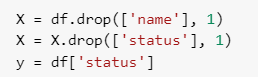 X = df.drop(['name'], 1)
X = X.drop(['status'], 1)
y = df['status']